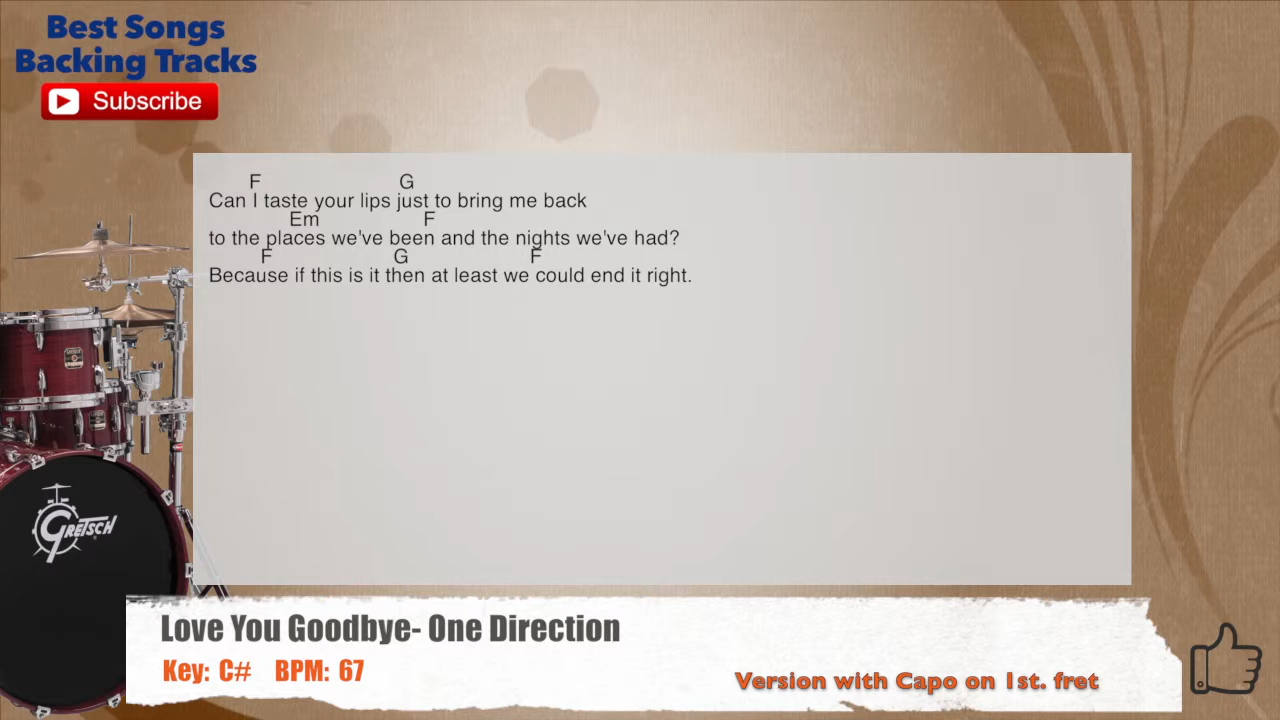 Best Songs
Backing Tracks
Subscribe
F G
Can I taste your lips just to bring me back
Em F
to the places we've been and the nights we've had?
F G F
Because if this is it then at least we could end it right.
GRETSCH
Love You Goodbye- One Direction
Key: C# BPM: 67
Version with Capo on 1st. fret